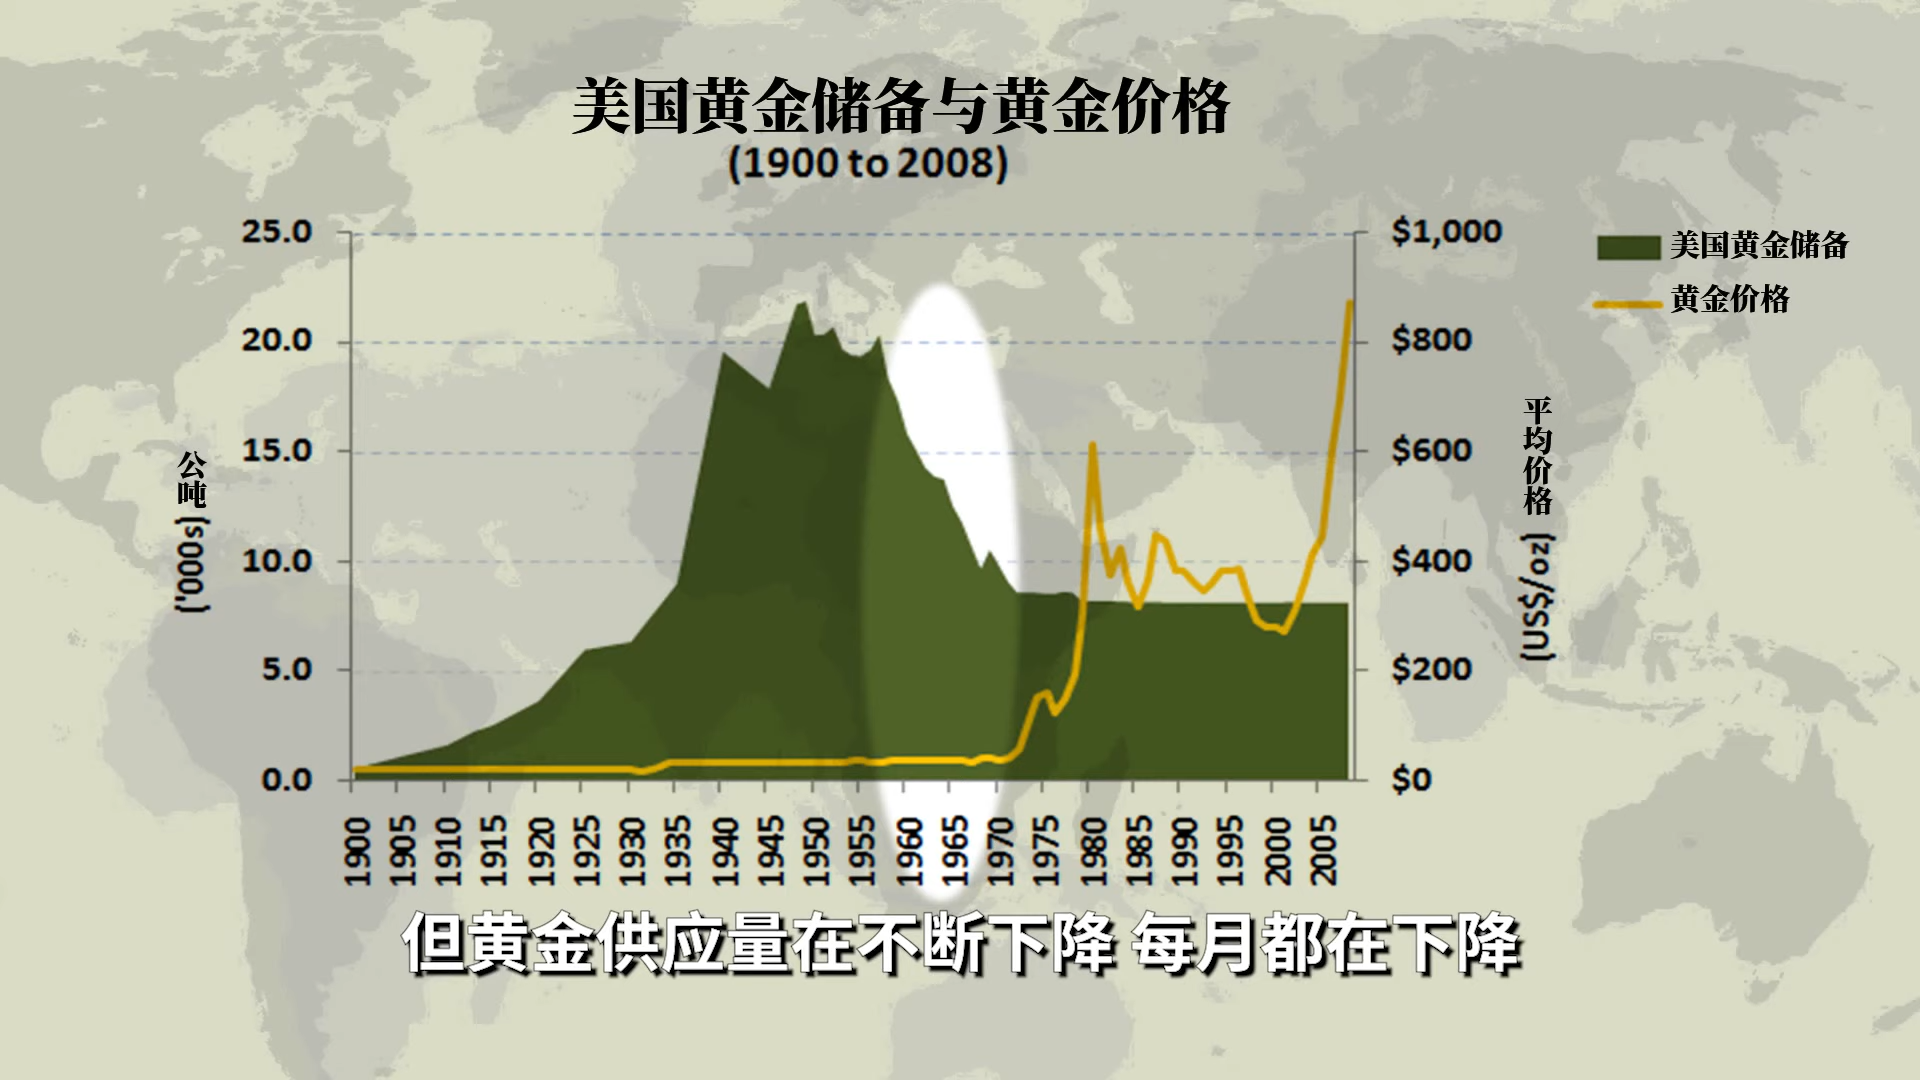 美国黄金储备与黄金价格
(1900 to 2008)
25.0
20.0
15.0
10.0
5.0
0.0
公吨 ('000s)
$1,000
$800
$600
$400
$200
$0
平均价格 (US$/oz)
美国黄金储备
黄金价格
1900 1905 1910 1915 1920 1925 1930 1935 1940 1945 1950 1955 1960 1965 1970 1975 1980 1985 1990 1995 2000 2005
但黄金供应量在不断下降 每月都在下降